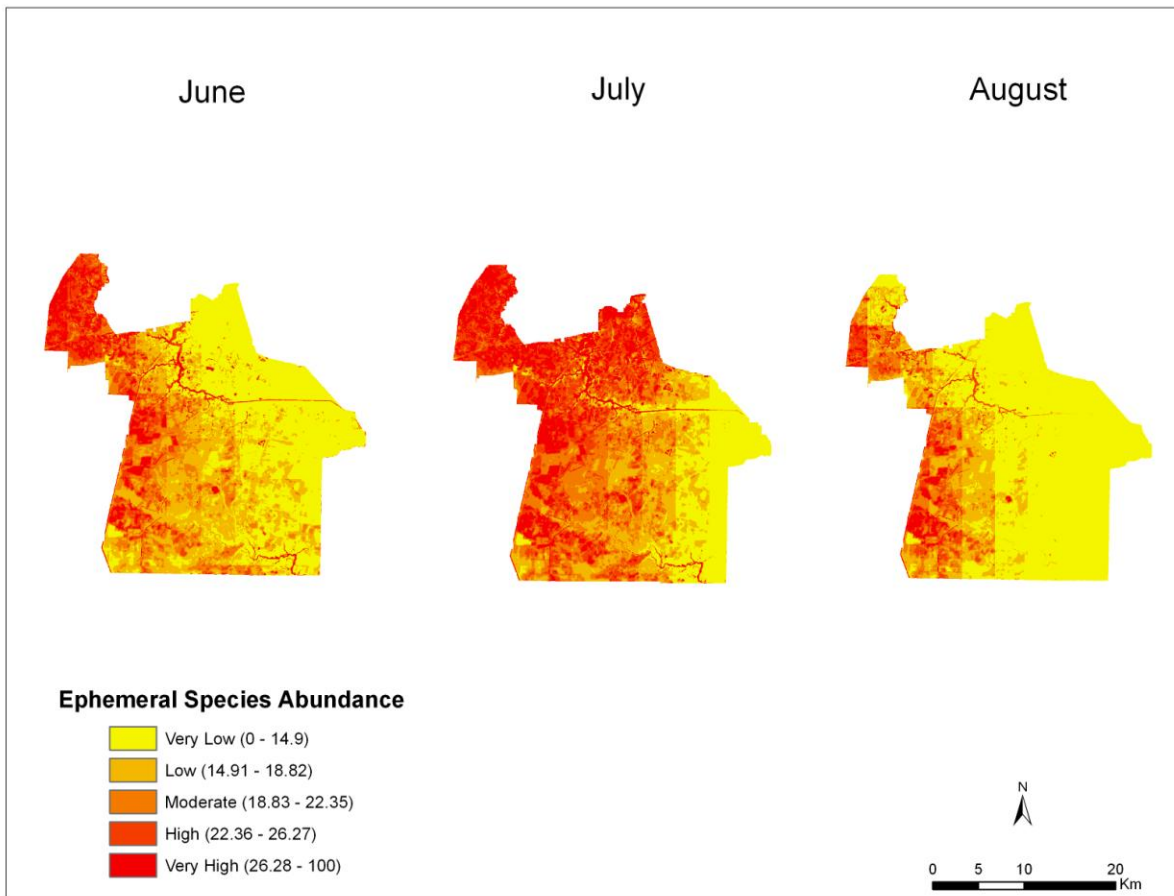 June
July
August
Ephemeral Species Abundance
Very Low (0 - 14.9)
Low (14.91 - 18.82)
Moderate (18.83 - 22.35)
High (22.36 - 26.27)
Very High (26.28 - 100)
N
0 5 10 20
Km